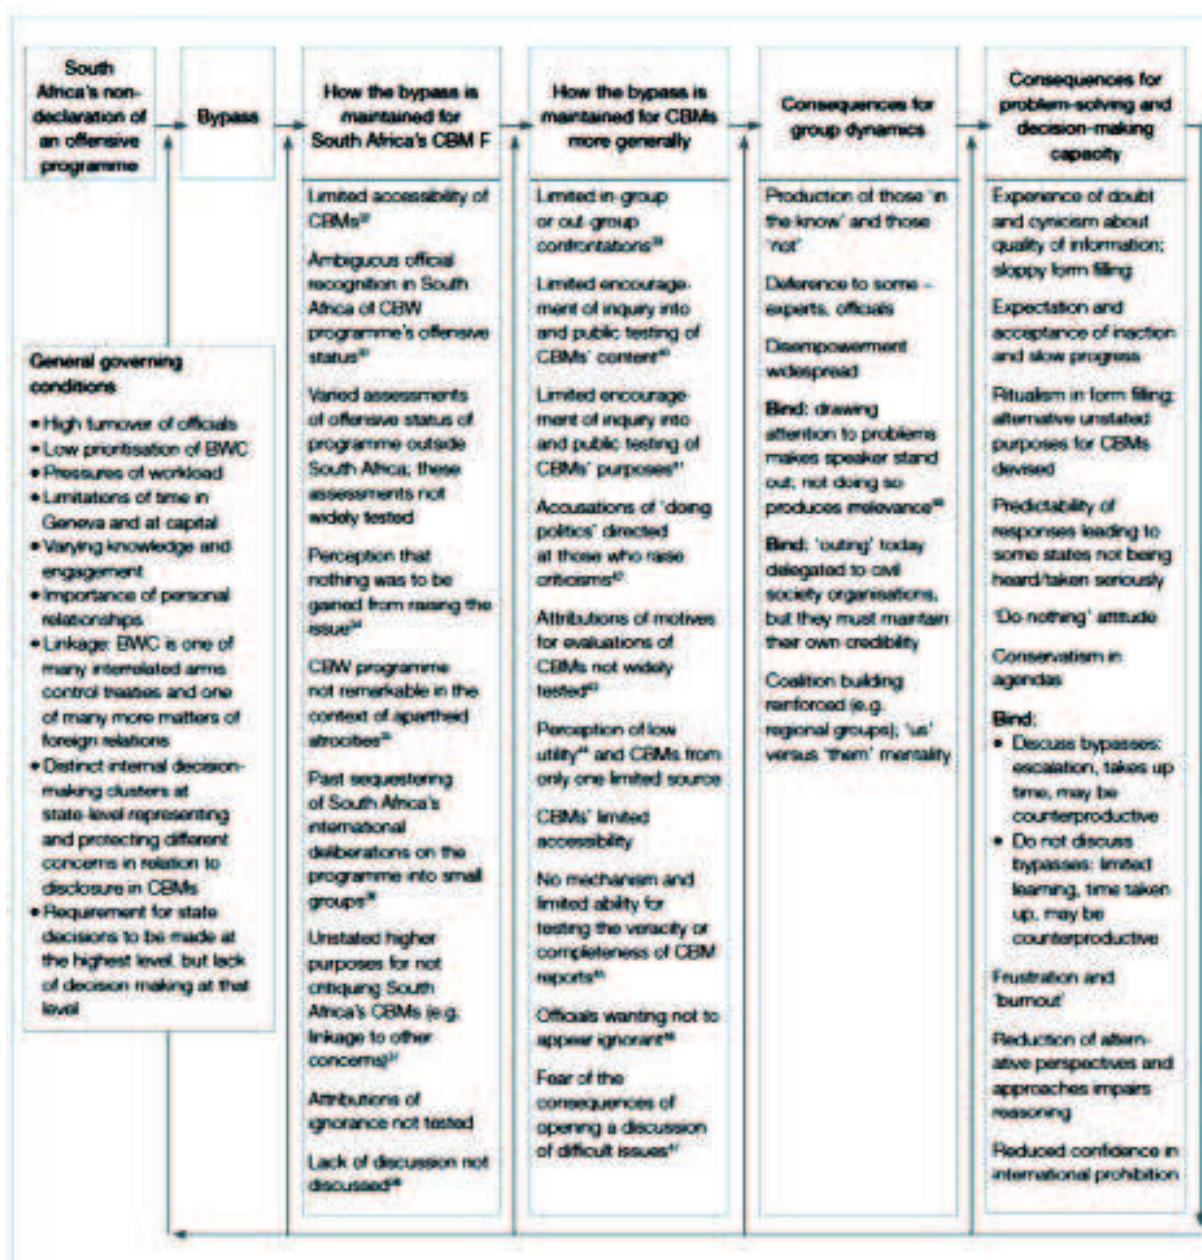 South
Africa's non-
declaration of
an offensive
programme
Bypass
How the bypass is
maintained for
South Africa's CBM F
How the bypass is
maintained for CBMs
more generally
Consequences for
group dynamics
Consequences for
problem-solving and
decision-making
capacity
General governing
conditions
• High turnover of officials
• Low prioritisation of BWC
• Pressures of workload
• Limitations of time in
Geneva and at capital
• Varying knowledge and
engagement
• Importance of personal
relationships
• Linkage: BWC is one of
many interrelated arms
control treaties and one
of many more matters of
foreign relations
• Distinct internal decision-
making clusters at
state-level representing
and protecting different
concerns in relation to
disclosure in CBMs
• Requirement for state
decisions to be made at
the highest level, but lack
of decision making at that
level
Limited accessibility of
CBMs
Ambiguous official
recognition in South
Africa of CBW
programme's offensive
status
Varied assessments
of offensive status of
programme outside
South Africa; these
assessments not
widely tested
Perception that
nothing was to be
gained from raising the
issue
CBW programme
not remarkable in the
context of apartheid
atrocities
Past sequestering
of South Africa's
international
deliberations on the
programme into small
groups
Unstated higher
purposes for not
critiquing South
Africa's CBMs (e.g.
linkage to other
concerns)
Attributions of
ignorance not tested
Lack of discussion not
discussed
Limited in-group
or out-group
confrontations
Limited encourage-
ment of inquiry into
and public testing of
CBMs' content
Limited encourage-
ment of inquiry into
and public testing of
CBMs' purposes
Accusations of 'doing
politics' directed
at those who raise
criticisms
Attributions of motives
for evaluations of
CBMs not widely
tested
Perception of low
utility and CBMs from
only one limited source
CBMs' limited
accessibility
No mechanism and
limited ability for
testing the veracity or
completeness of CBM
reports
Officials wanting not to
appear ignorant
Fear of the
consequences of
opening a discussion
of difficult issues
Production of those 'in
the know' and those
'not'
Deference to some –
experts, officials
Disempowerment
widespread
Bind: drawing
attention to problems
makes speaker stand
out; not doing so
produces irrelevance
Bind: 'outing' today
delegated to civil
society organisations,
but they must maintain
their own credibility
Coalition building
reinforced (e.g.
regional groups); 'us'
versus 'them' mentality
Experience of doubt
and cynicism about
quality of information;
sloppy form filling
Expectation and
acceptance of inaction
and slow progress
Ritualism in form filling;
alternative unstated
purposes for CBMs
devised
Predictability of
responses leading to
some states not being
heard/taken seriously
'Do nothing' attitude
Conservatism in
agendas
Bind:
• Discuss bypasses:
escalation, takes up
time, may be
counterproductive
• Do not discuss
bypasses: limited
learning, time taken
up, may be
counterproductive
Frustration and
'burnout'
Reduction of altern-
ative perspectives and
approaches impairs
reasoning
Reduced confidence in
international prohibition